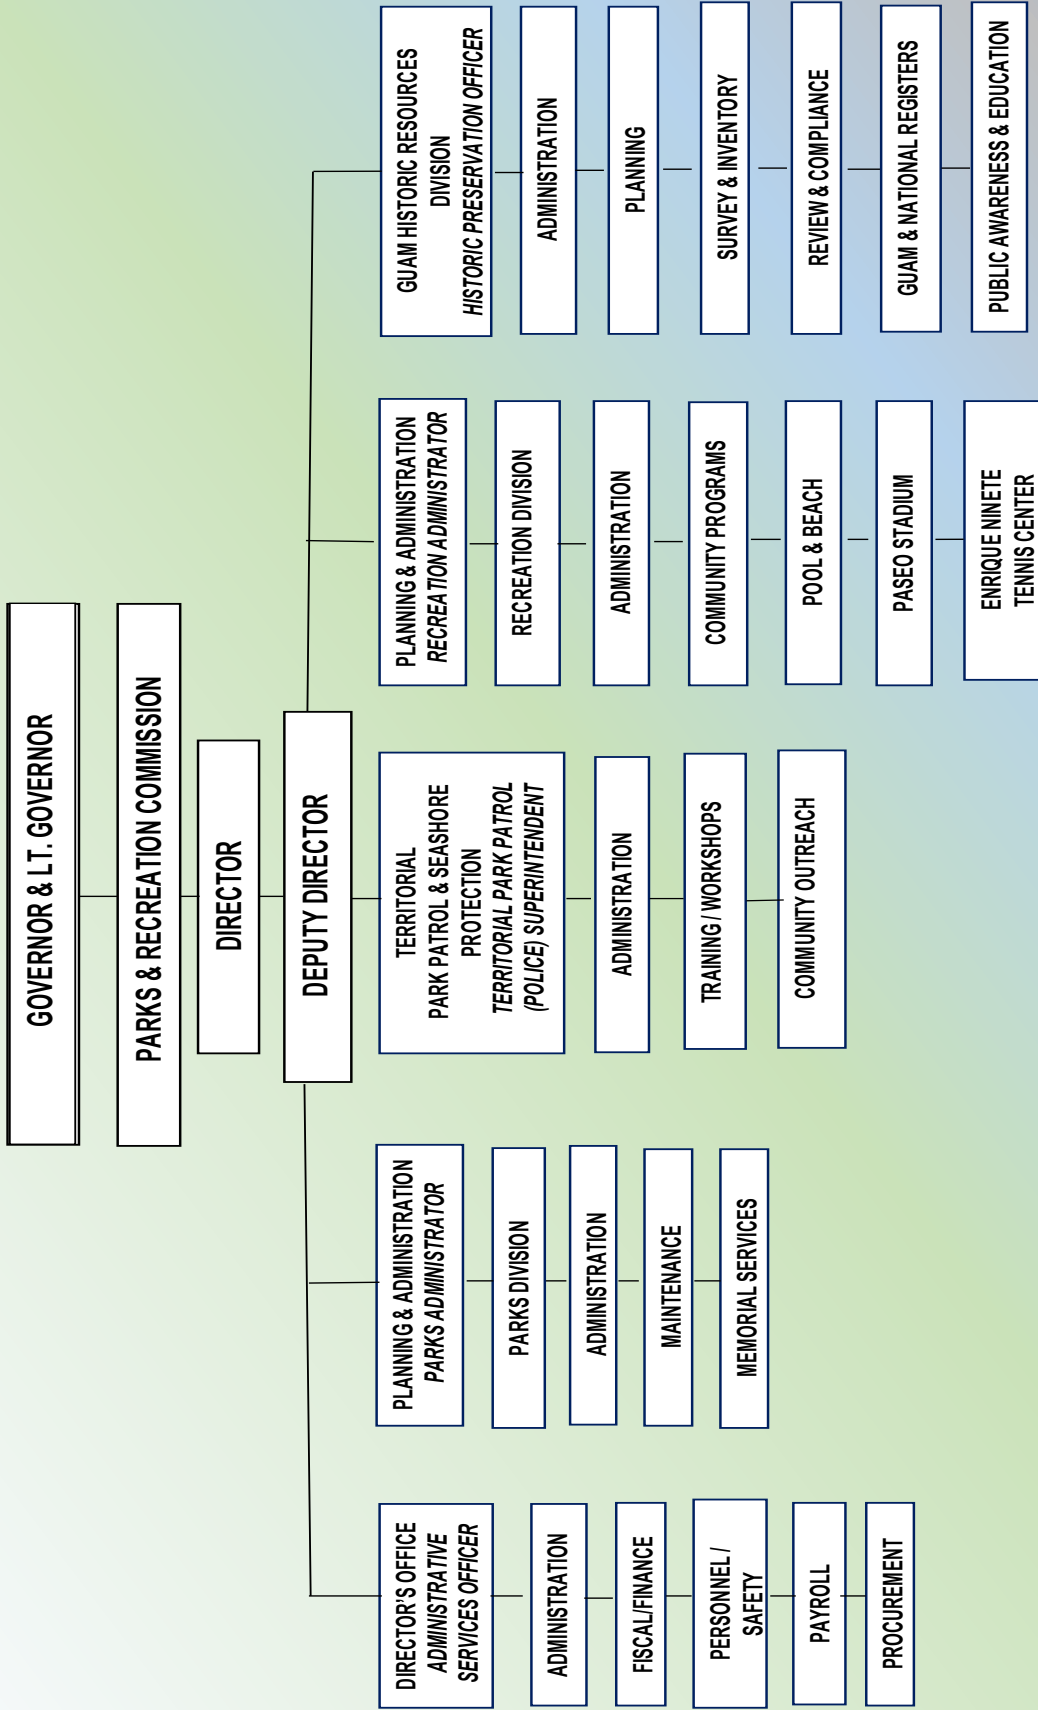 GOVERNOR & LT. GOVERNOR
PARKS & RECREATION COMMISSION
DIRECTOR
DEPUTY DIRECTOR
DIRECTOR'S OFFICE
ADMINISTRATIVE
SERVICES OFFICER
ADMINISTRATION
FISCAL/FINANCE
PERSONNEL /
SAFETY
PAYROLL
PROCUREMENT
PLANNING & ADMINISTRATION
PARKS ADMINISTRATOR
PARKS DIVISION
ADMINISTRATION
MAINTENANCE
MEMORIAL SERVICES
TERRITORIAL
PARK PATROL & SEASHORE
PROTECTION
TERRITORIAL PARK PATROL
(POLICE) SUPERINTENDENT
ADMINISTRATION
TRAINING / WORKSHOPS
COMMUNITY OUTREACH
PLANNING & ADMINISTRATION
RECREATION ADMINISTRATOR
RECREATION DIVISION
ADMINISTRATION
COMMUNITY PROGRAMS
POOL & BEACH
PASEO STADIUM
ENRIQUE NINETE
TENNIS CENTER
GUAM HISTORIC RESOURCES
DIVISION
HISTORIC PRESERVATION OFFICER
ADMINISTRATION
PLANNING
SURVEY & INVENTORY
REVIEW & COMPLIANCE
GUAM & NATIONAL REGISTERS
PUBLIC AWARENESS & EDUCATION